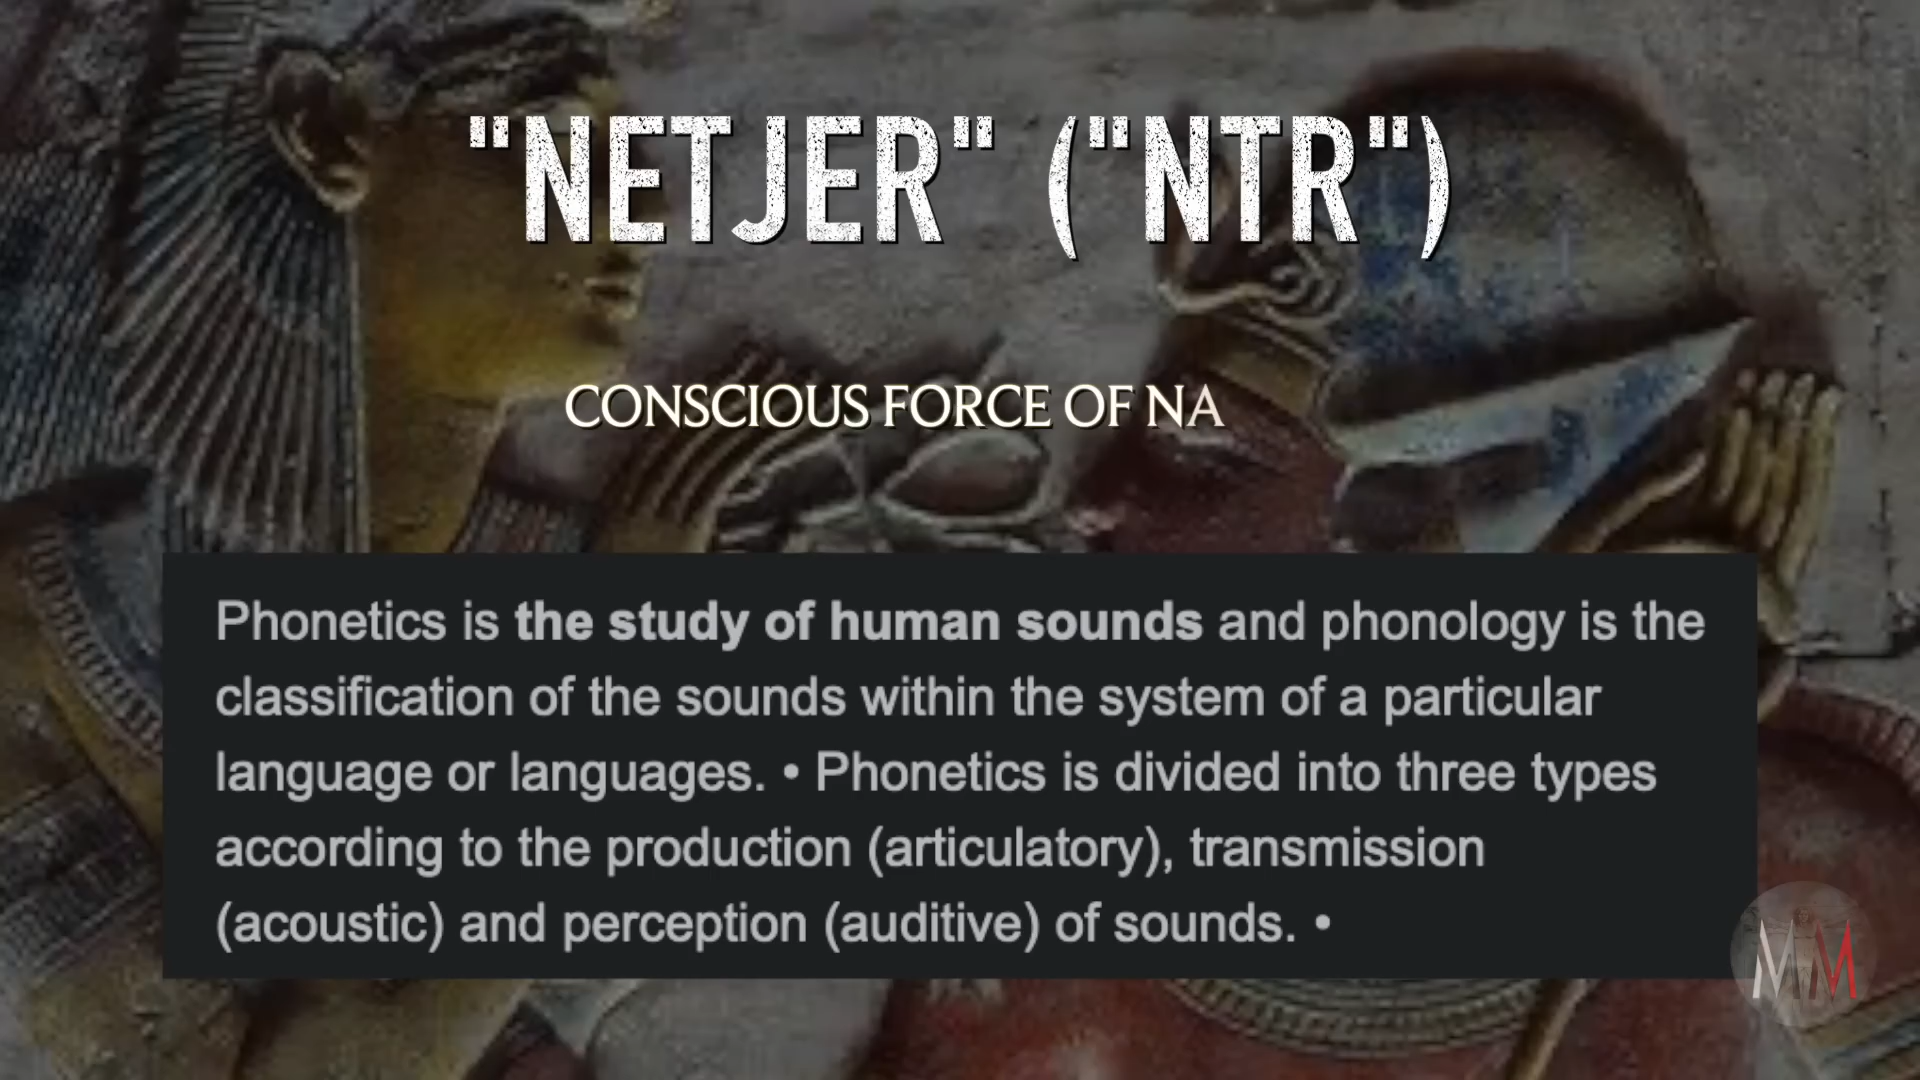 "NETJER" ("NTR")
CONSCIOUS FORCE OF NA
Phonetics is the study of human sounds and phonology is the
classification of the sounds within the system of a particular
language or languages. • Phonetics is divided into three types
according to the production (articulatory), transmission
(acoustic) and perception (auditive) of sounds. •
MM